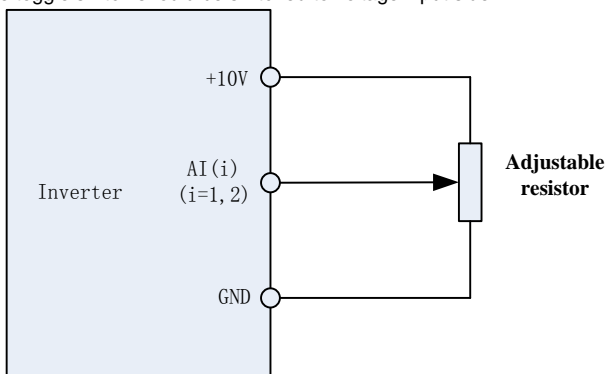 +10V
AI(i)
(i=1,2)
Inverter
GND
Adjustable
resistor